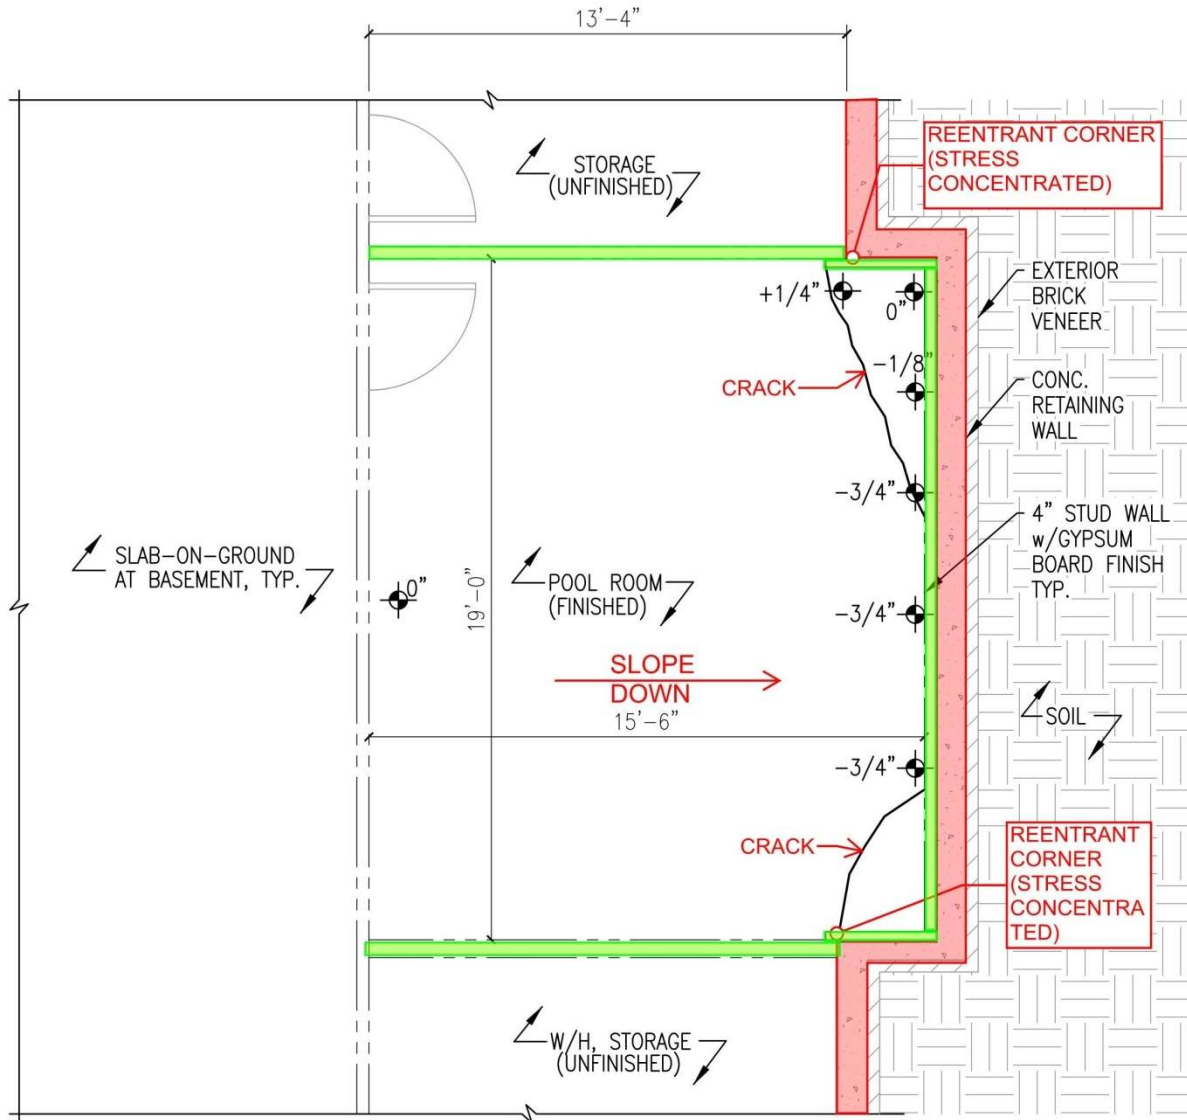 13'-4"
REENTRANT CORNER
(STRESS
CONCENTRATED)
STORAGE
(UNFINISHED)
EXTERIOR
BRICK
VENEER
+1/4"
0"
-1/8"
CRACK
CONC.
RETAINING
WALL
-3/4"
4" STUD WALL
w/GYPSUM
BOARD FINISH
TYP.
SLAB-ON-GROUND
AT BASEMENT, TYP.
0"
19'-0"
POOL ROOM
(FINISHED)
-3/4"
SLOPE
DOWN
15'-6"
SOIL
-3/4"
CRACK
REENTRANT
CORNER
(STRESS
CONCENTRA
TED)
W/H, STORAGE
(UNFINISHED)